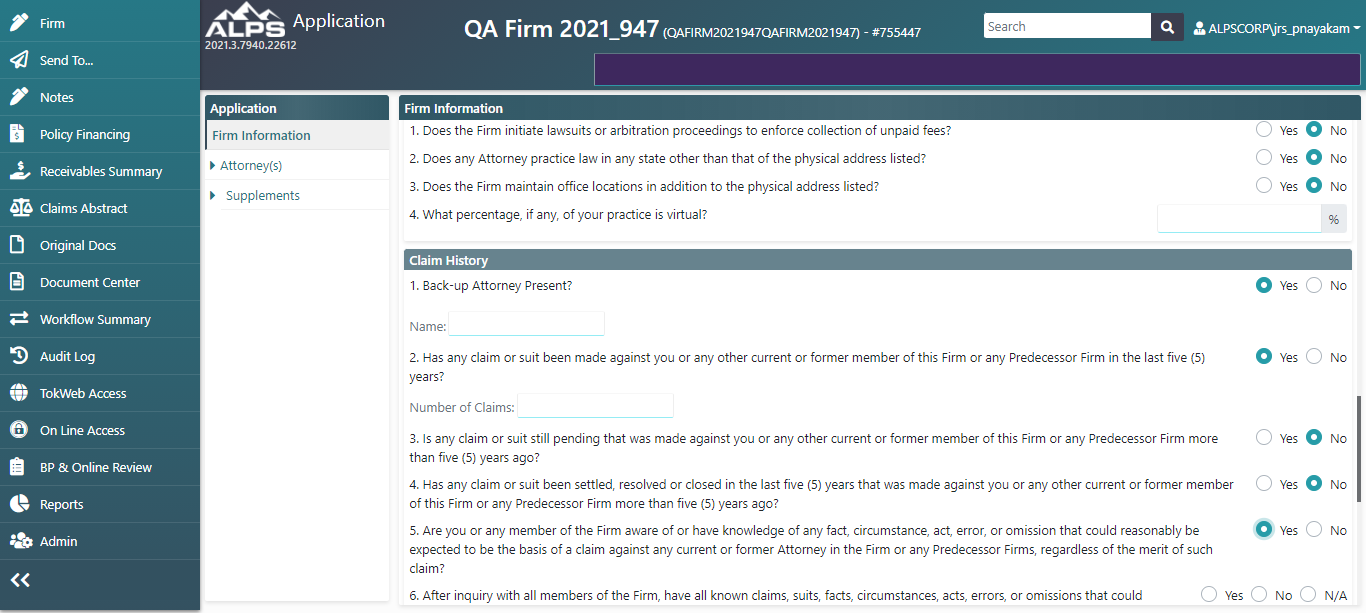 Firm
Send To...
Notes
Policy Financing
Receivables Summary
Claims Abstract
Original Docs
Document Center
Workflow Summary
Audit Log
TokWeb Access
On Line Access
BP & Online Review
Reports
Admin
ALPS Application
2021.3.7940.22612
QA Firm 2021_947 (QAFIRM2021947QAFIRM2021947) - #755447
Search
ALPSCORP\jrs_pnayakam
Application
Firm Information
Attorney(s)
Supplements
Firm Information
1. Does the Firm initiate lawsuits or arbitration proceedings to enforce collection of unpaid fees? Yes No
2. Does any Attorney practice law in any state other than that of the physical address listed? Yes No
3. Does the Firm maintain office locations in addition to the physical address listed? Yes No
4. What percentage, if any, of your practice is virtual? %
Claim History
1. Back-up Attorney Present? Yes No
Name:
2. Has any claim or suit been made against you or any other current or former member of this Firm or any Predecessor Firm in the last five (5) Yes No
years?
Number of Claims:
3. Is any claim or suit still pending that was made against you or any other current or former member of this Firm or any Predecessor Firm more Yes No
than five (5) years ago?
4. Has any claim or suit been settled, resolved or closed in the last five (5) years that was made against you or any other current or former member Yes No
of this Firm or any Predecessor Firm more than five (5) years ago?
5. Are you or any member of the Firm aware of or have knowledge of any fact, circumstance, act, error, or omission that could reasonably be Yes No
expected to be the basis of a claim against any current or former Attorney in the Firm or any Predecessor Firms, regardless of the merit of such
claim?
6. After inquiry with all members of the Firm, have all known claims, suits, facts, circumstances, acts, errors, or omissions that could Yes No N/A